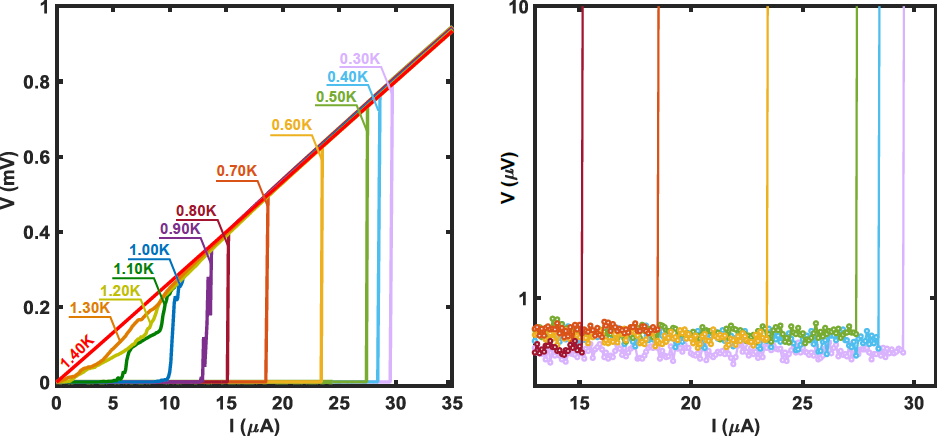 1
0.8
0.6
0.4
0.2
0
V (mV)
0.30K
0.40K
0.50K
0.60K
0.70K
0.80K
0.90K
1.00K
1.10K
1.20K
1.30K
1.40K
0 5 10 15 20 25 30 35
I (μA)
10
1
V (μV)
15 20 25 30
I (μA)